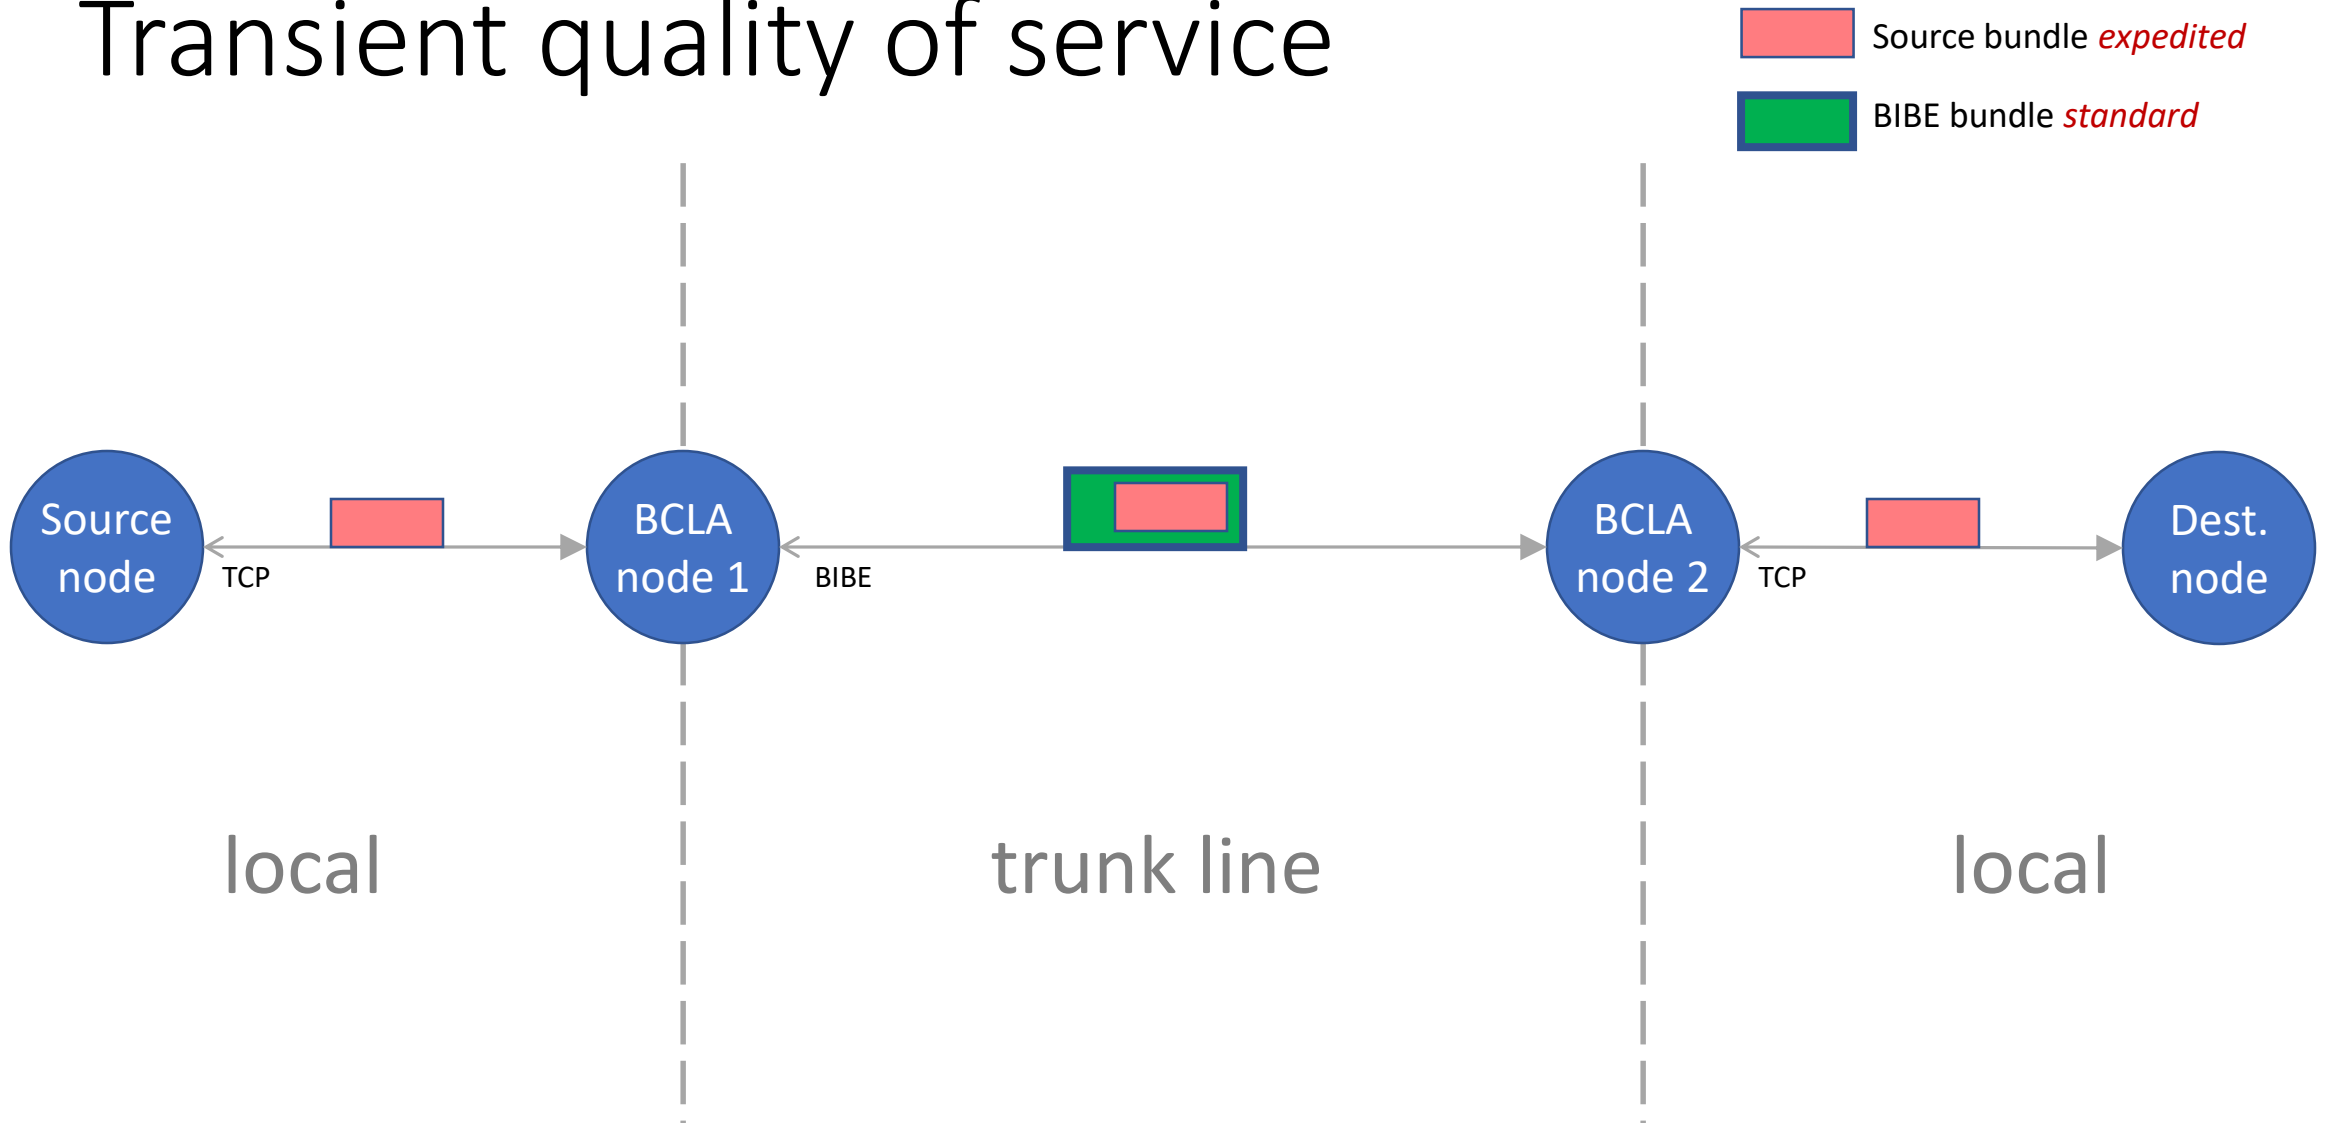 Transient quality of service
Source bundle expedited
BIBE bundle standard
Source
node
TCP
BCLA
node 1
BIBE
BCLA
node 2
TCP
Dest.
node
local
trunk line
local